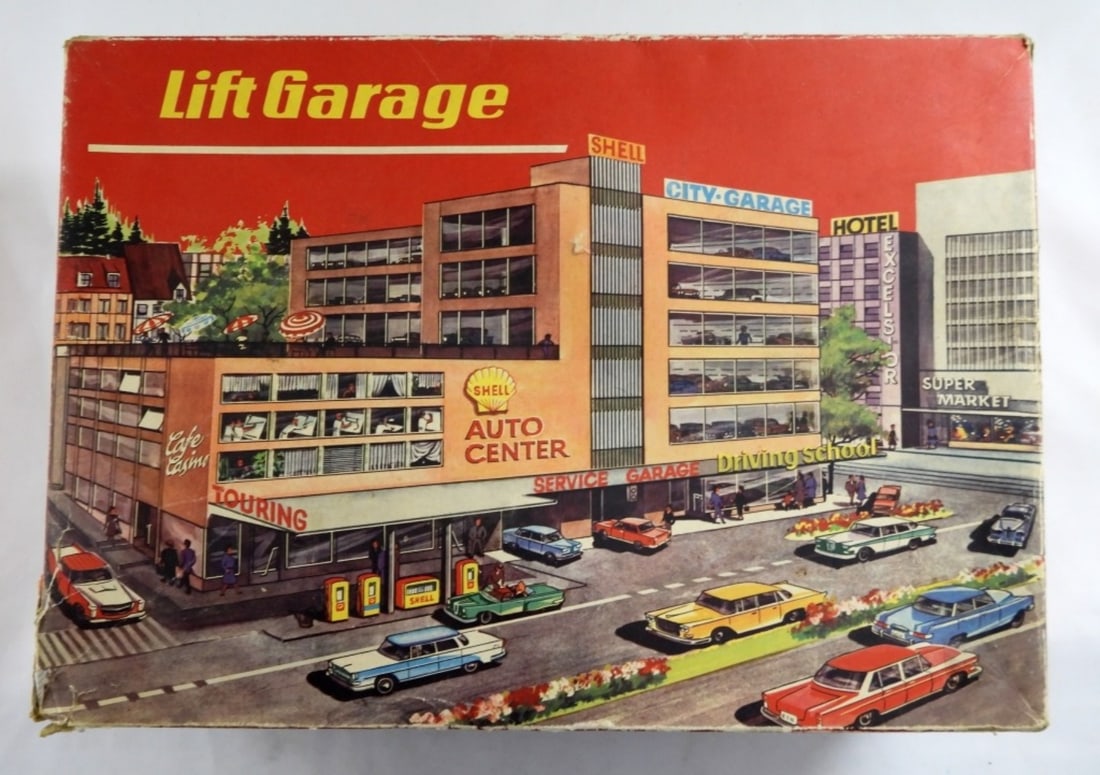 Lift Garage
SHELL
CITY-GARAGE
HOTEL
EXCELSIOR
SUPER
MARKET
SHELL
AUTO
CENTER
Cafe
Casino
TOURING
SERVICE GARAGE
Driving School
SHELL